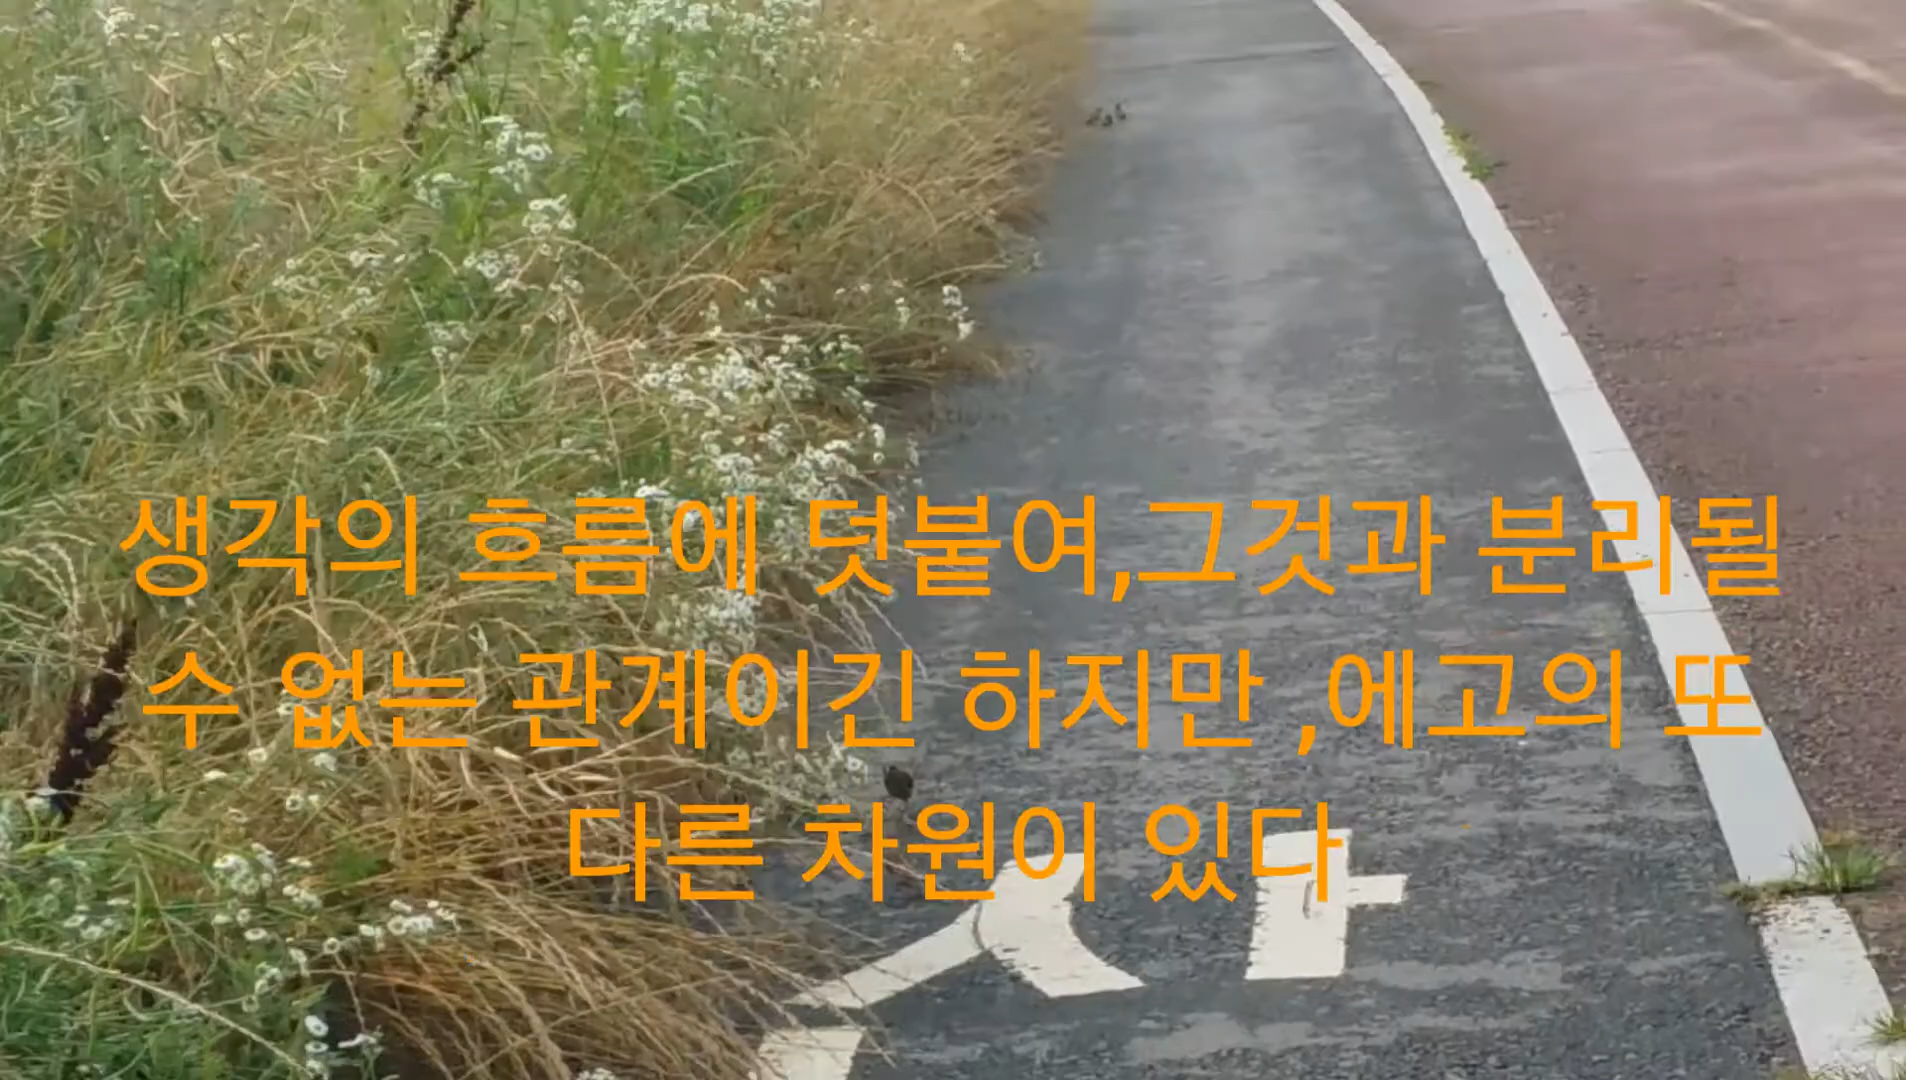 생각의 흐름에 덧붙여,그것과 분리될
수 없는 관계이긴 하지만 ,에고의 또
다른 차원이 있다